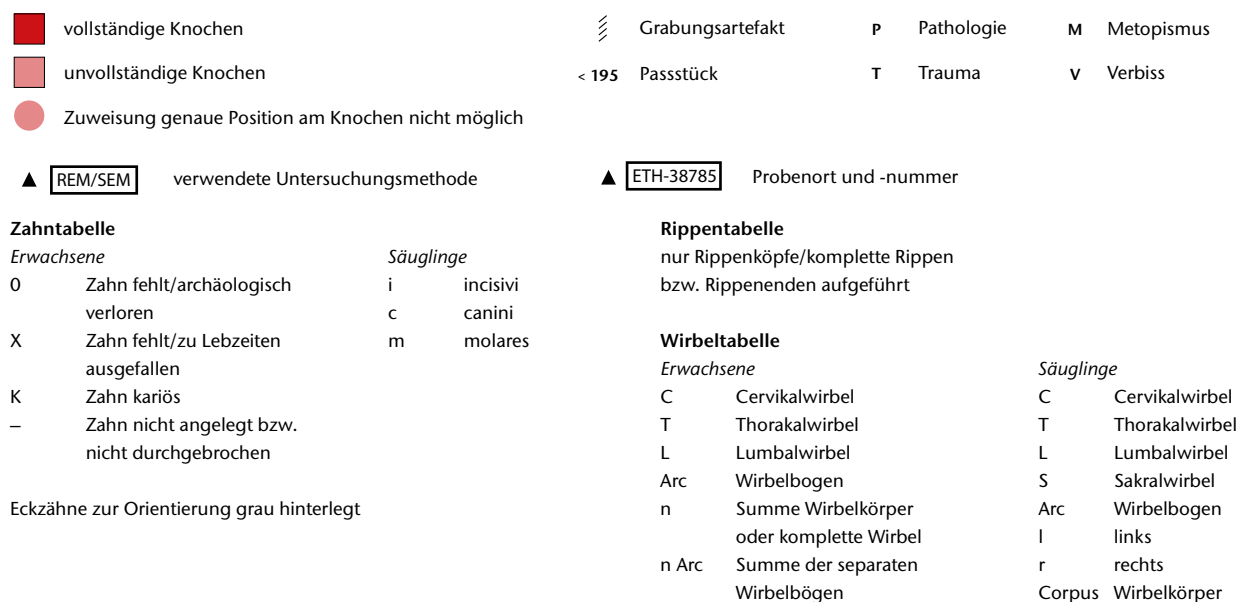 vollständige Knochen
unvollständige Knochen
Zuweisung genaue Position am Knochen nicht möglich
Grabungsartefakt
< 195 Passstück
P Pathologie
T Trauma
M Metopismus
V Verbiss
▲ REM/SEM verwendete Untersuchungsmethode
▲ ETH-38785 Probenort und -nummer
Zahntabelle
Erwachsene
0 Zahn fehlt/archäologisch
verloren
X Zahn fehlt/zu Lebzeiten
ausgefallen
K Zahn kariös
– Zahn nicht angelegt bzw.
nicht durchgebrochen
Säuglinge
i incisivi
c canini
m molares
Eckzähne zur Orientierung grau hinterlegt
Rippentabelle
nur Rippenköpfe/komplette Rippen
bzw. Rippenenden aufgeführt
Wirbeltabelle
Erwachsene
C Cervikalwirbel
T Thorakalwirbel
L Lumbalwirbel
Arc Wirbelbogen
n Summe Wirbelkörper
oder komplette Wirbel
n Arc Summe der separaten
Wirbelbögen
Säuglinge
C Cervikalwirbel
T Thorakalwirbel
L Lumbalwirbel
S Sakralwirbel
Arc Wirbelbogen
l links
r rechts
Corpus Wirbelkörper